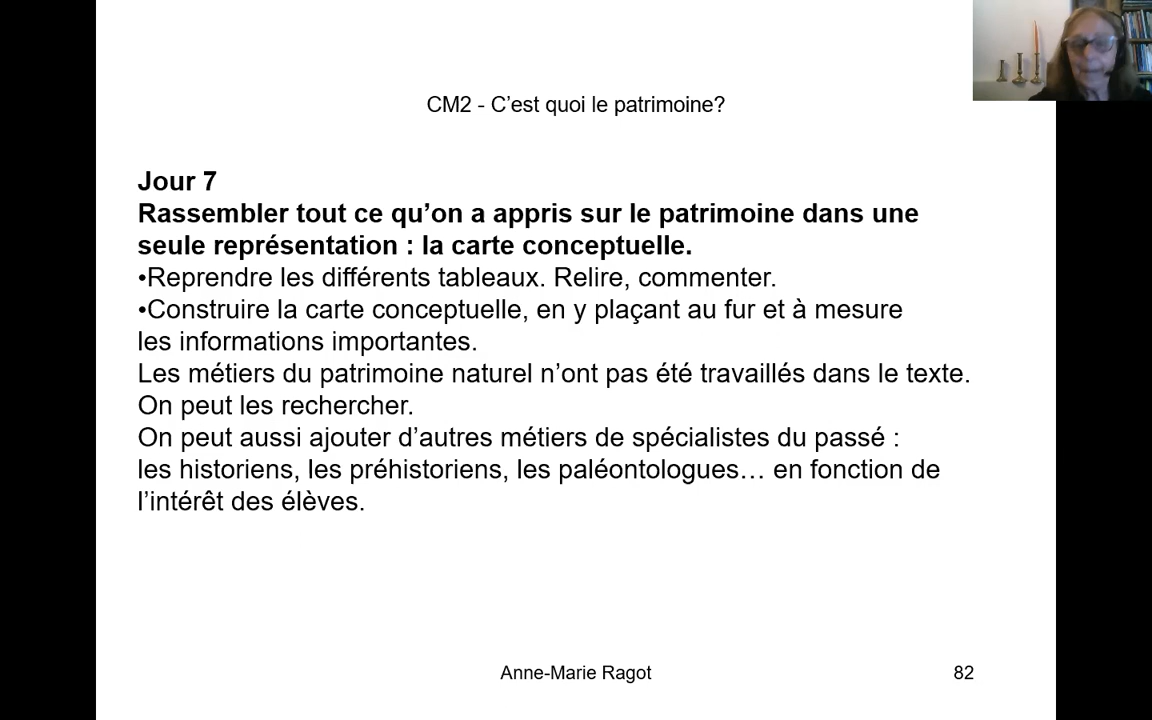 CM2 - C’est quoi le patrimoine?
Jour 7
Rassembler tout ce qu’on a appris sur le patrimoine dans une
seule représentation : la carte conceptuelle.
•Reprendre les différents tableaux. Relire, commenter.
•Construire la carte conceptuelle, en y plaçant au fur et à mesure
les informations importantes.
Les métiers du patrimoine naturel n’ont pas été travaillés dans le texte.
On peut les rechercher.
On peut aussi ajouter d’autres métiers de spécialistes du passé :
les historiens, les préhistoriens, les paléontologues… en fonction de
l’intérêt des élèves.
Anne-Marie Ragot
82